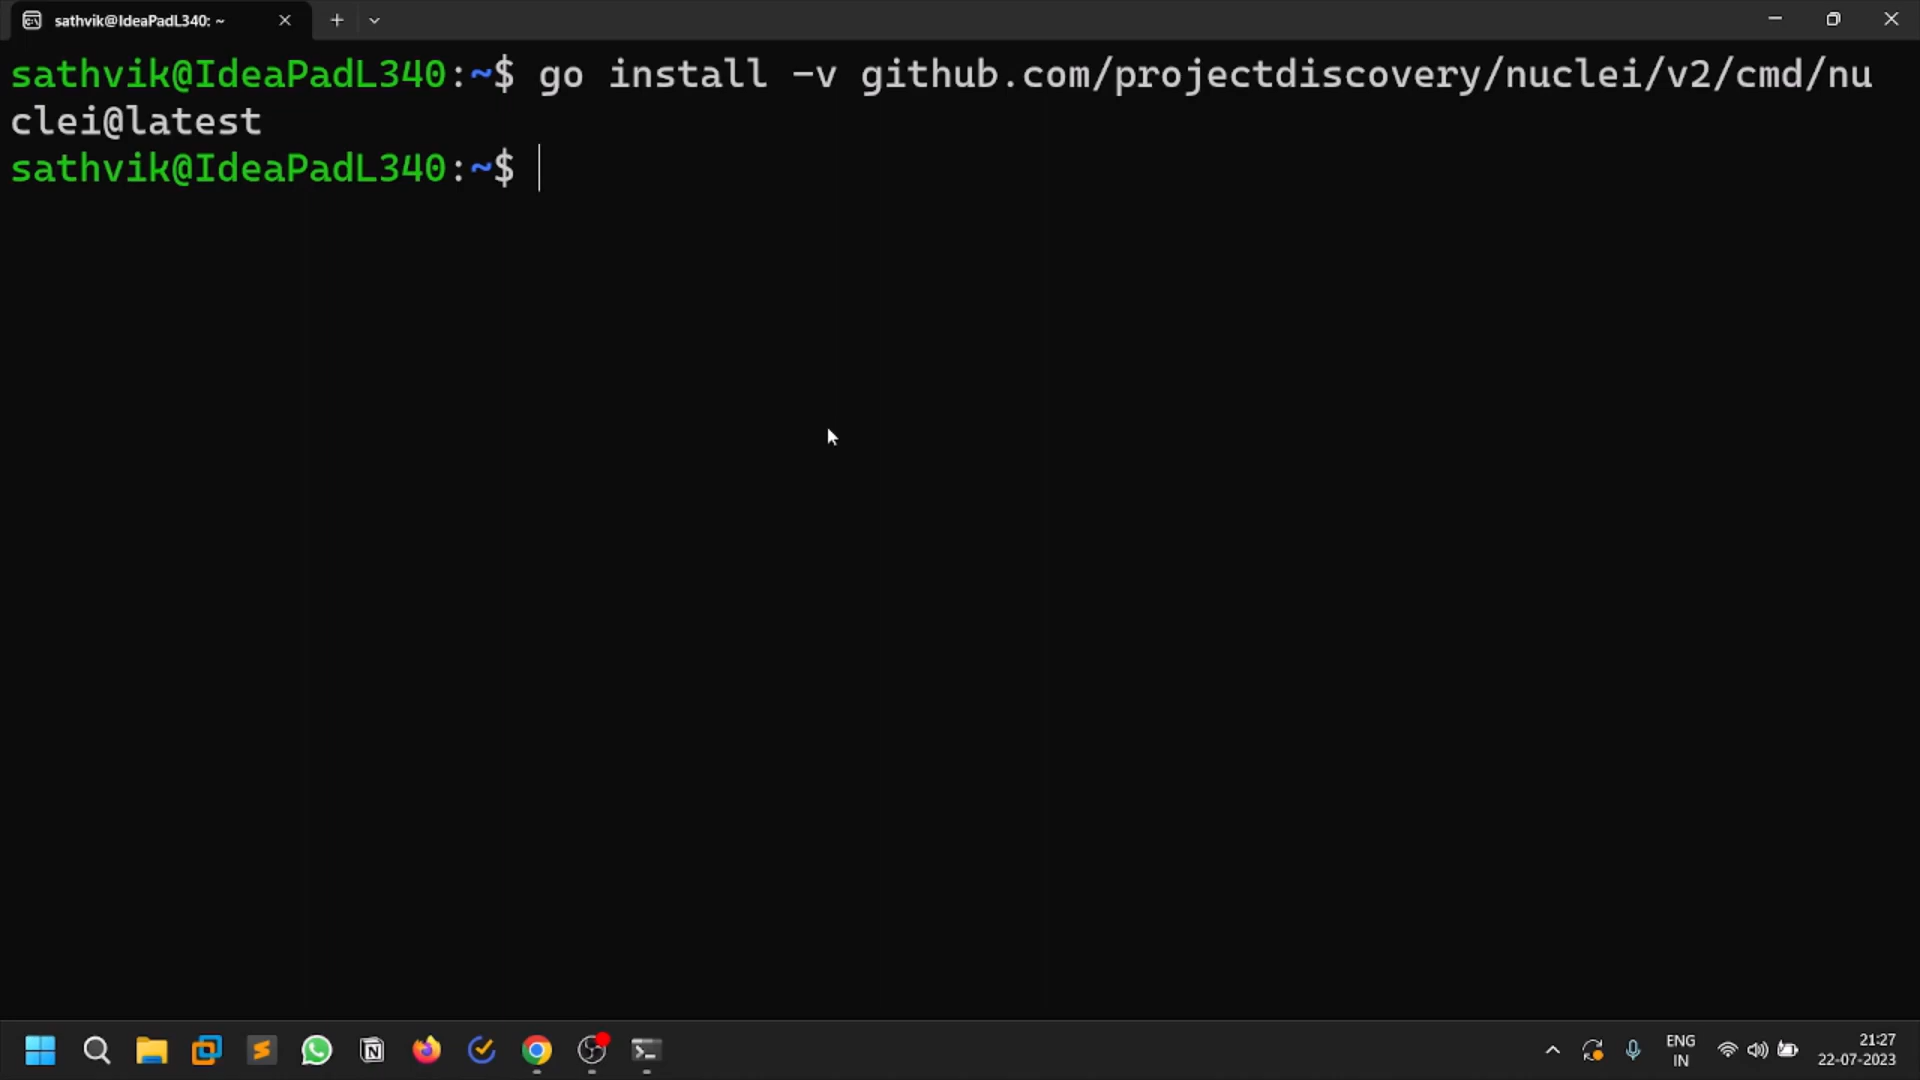 sathvik@IdeaPadL340: ~
sathvik@IdeaPadL340:~$ go install -v github.com/projectdiscovery/nuclei/v2/cmd/nu
clei@latest
sathvik@IdeaPadL340:~$
ENG
IN
21:27
22-07-2023